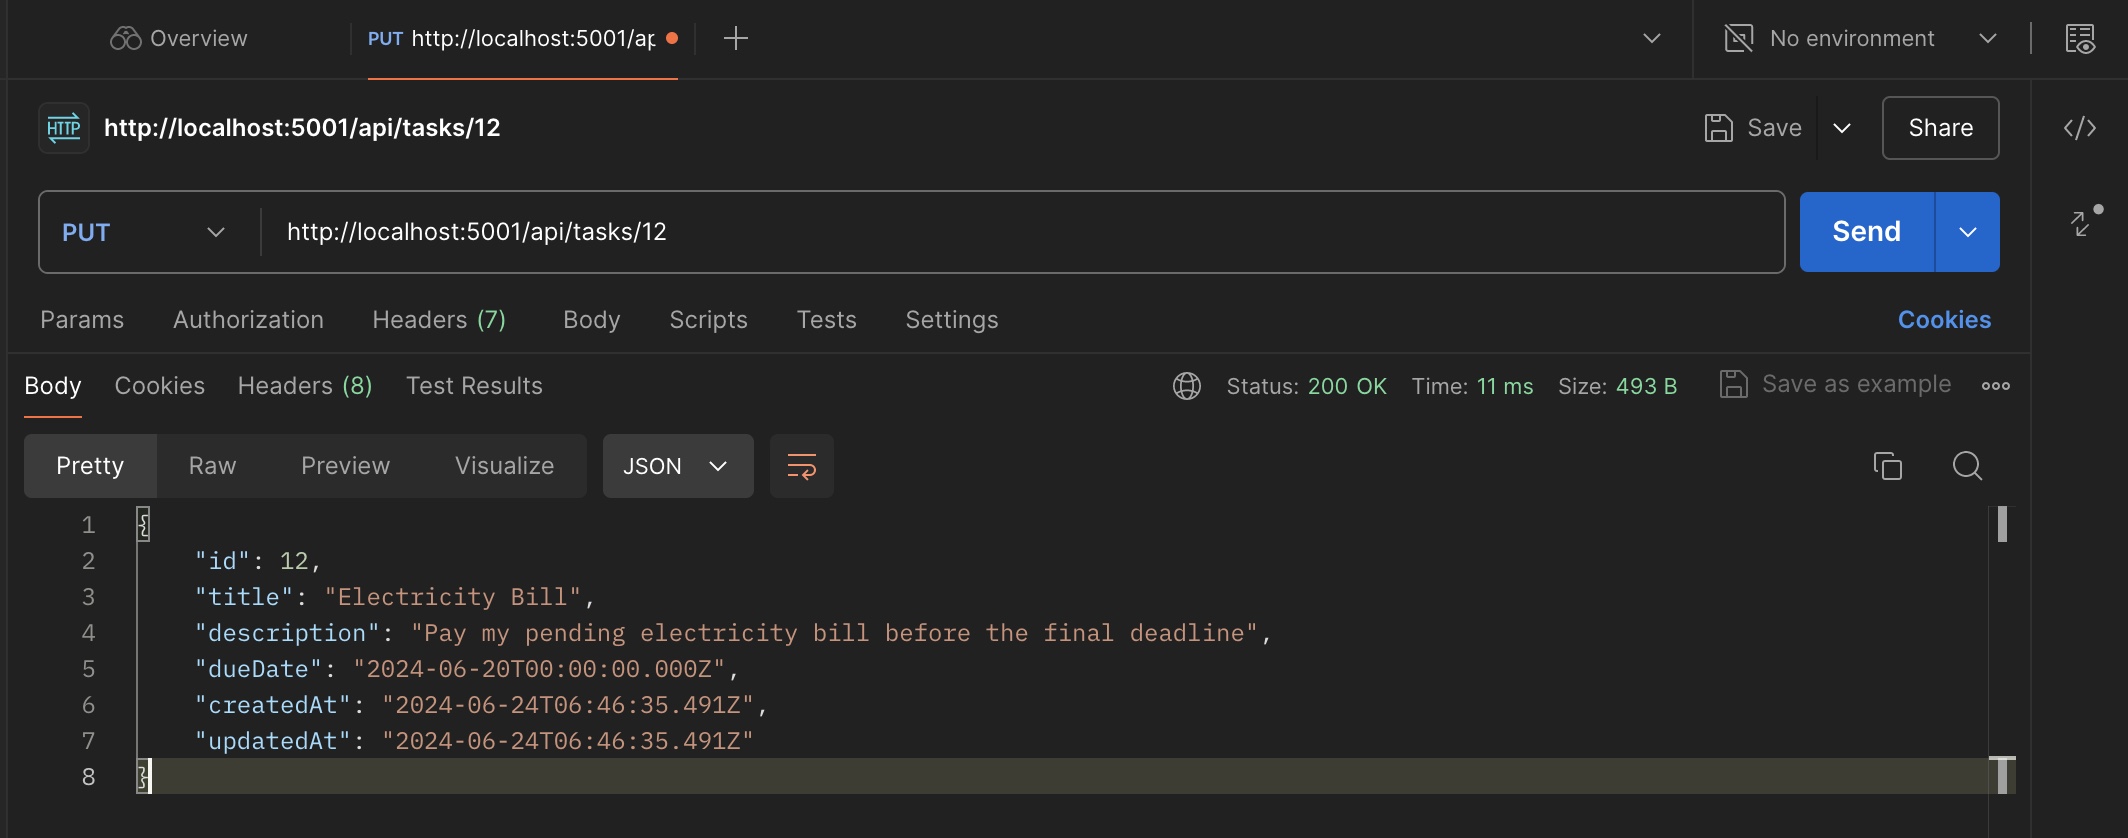 Overview
PUT http://localhost:5001/ap
No environment
HTTP
http://localhost:5001/api/tasks/12
Save
Share
PUT
http://localhost:5001/api/tasks/12
Send
Params Authorization Headers (7) Body Scripts Tests Settings Cookies
Body Cookies Headers (8) Test Results Status: 200 OK Time: 11 ms Size: 493 B Save as example
Pretty Raw Preview Visualize JSON
1 {
2 "id": 12,
3 "title": "Electricity Bill",
4 "description": "Pay my pending electricity bill before the final deadline",
5 "dueDate": "2024-06-20T00:00:00.000Z",
6 "createdAt": "2024-06-24T06:46:35.491Z",
7 "updatedAt": "2024-06-24T06:46:35.491Z"
8 }